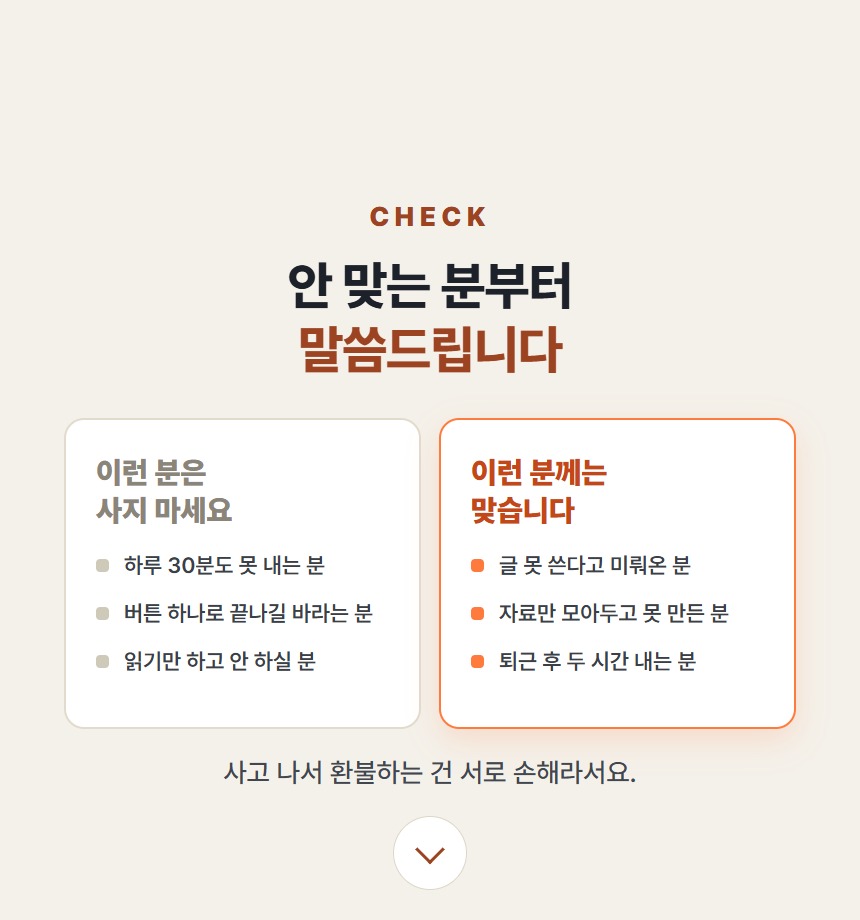 CHECK
안 맞는 분부터
말씀드립니다
이런 분은
사지 마세요
하루 30분도 못 내는 분
버튼 하나로 끝나길 바라는 분
읽기만 하고 안 하실 분
이런 분께는
맞습니다
글 못 쓴다고 미뤄온 분
자료만 모아두고 못 만든 분
퇴근 후 두 시간 내는 분
사고 나서 환불하는 건 서로 손해라서요.